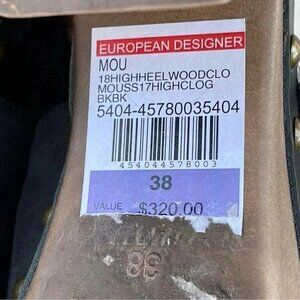 EUROPEAN DESIGNER
MOU
18HIGHHEELWOODCLO
MOUSS17HIGHCLOG
BKBK
5404-45780035404
454044578003
38
VALUE $320.00
38